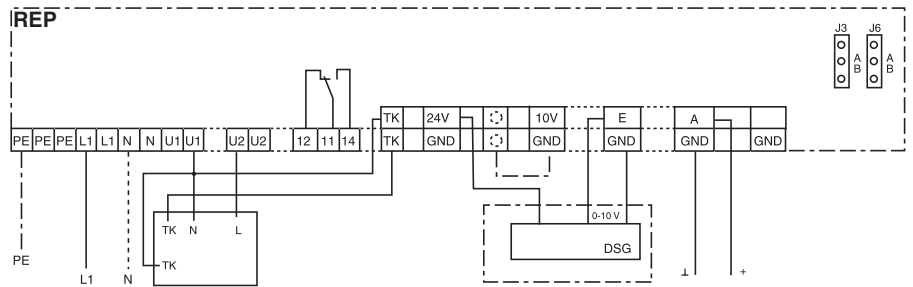 REP
J3 J6
A A
B B
TK 24V 10V E A
PE PE PE L1 L1 N N U1 U1 U2 U2 12 11 14 TK GND GND GND GND GND
0-10 V
TK N L
DSG
TK
PE
L1 N
⊥ +